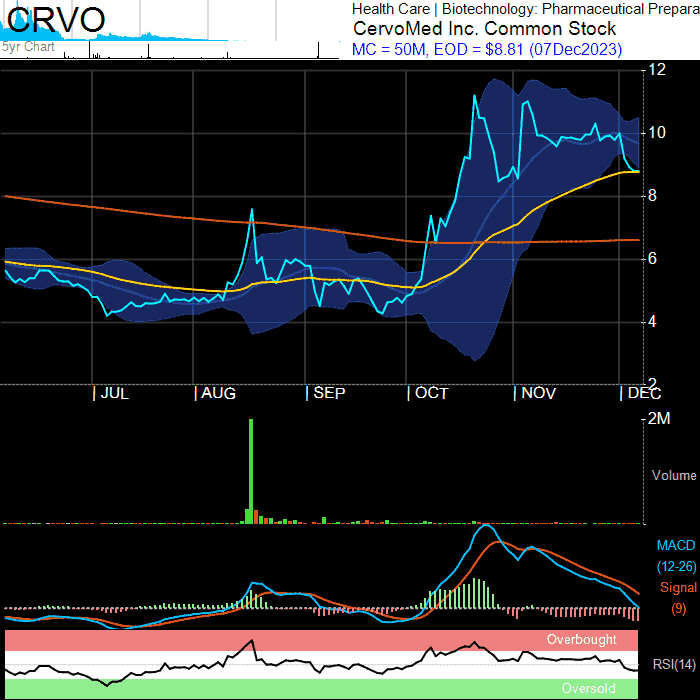 CRVO
5yr Chart
Health Care | Biotechnology: Pharmaceutical Prepara
CervoMed Inc. Common Stock
MC = 50M, EOD = $8.81 (07Dec2023)
12
10
8
6
4
2
| JUL | AUG | SEP | OCT | NOV | DEC
2M
Volume
MACD
(12-26)
Signal
(9)
Overbought
RSI(14)
Oversold